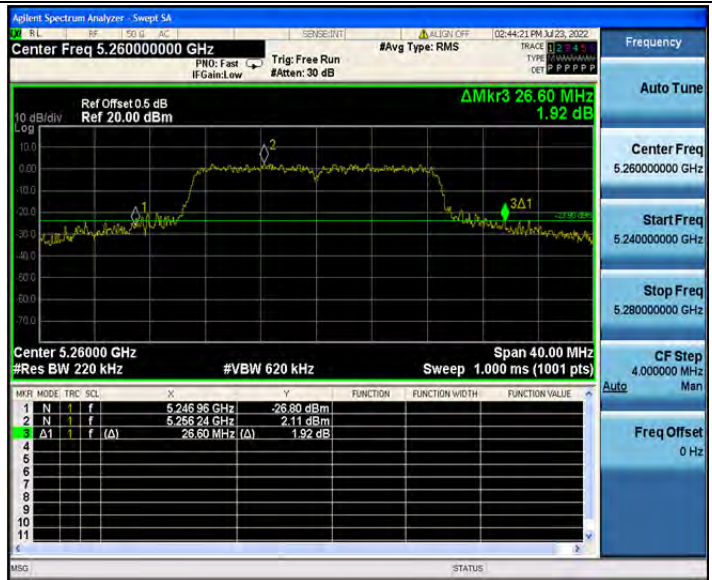 Agilent Spectrum Analyzer - Swept SA
RL RF 50 Ω AC SENSE:INT ALIGN OFF 02:44:21 PM Jul 23, 2022
Center Freq 5.260000000 GHz
PNO: Fast
IFGain:Low
Trig: Free Run
#Atten: 30 dB
#Avg Type: RMS
TRACE 1 2 3 4 5 6
TYPE M
DET P P P P P P
Frequency
Auto Tune
ΔMkr3 26.60 MHz
1.92 dB
Ref Offset 0.5 dB
10 dB/div Ref 20.00 dBm
Log
10.0
0.00
-10.0
-20.0
-30.0
-40.0
-50.0
-60.0
-70.0
1
2
3Δ1
Center Freq
5.260000000 GHz
Start Freq
5.240000000 GHz
Stop Freq
5.280000000 GHz
CF Step
4.000000 MHz
Auto Man
Freq Offset
0 Hz
Center 5.26000 GHz Span 40.00 MHz
#Res BW 220 kHz #VBW 620 kHz Sweep 1.000 ms (1001 pts)
MKR MODE TRC SCL X Y FUNCTION FUNCTION WIDTH FUNCTION VALUE
1 N 1 f 5.246 96 GHz -26.80 dBm
2 N 1 f 5.256 24 GHz 2.11 dBm
3 Δ1 1 f (Δ) 26.60 MHz (Δ) 1.92 dB
4
5
6
7
8
9
10
11
MSG STATUS